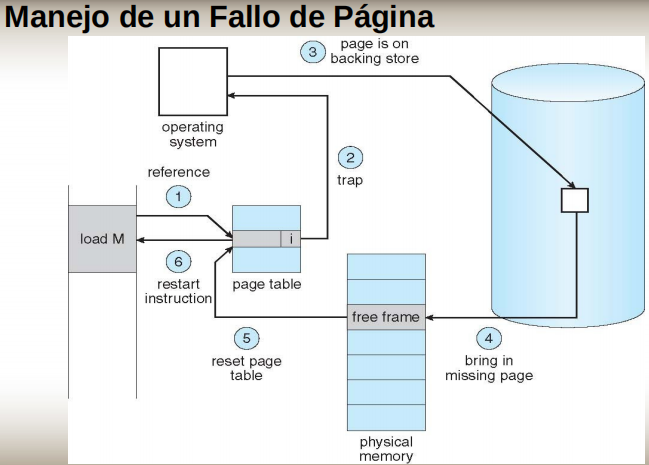 Manejo de un Fallo de Página
3
page is on
backing store
operating
system
2
trap
reference
1
load M
i
6
restart
instruction
page table
free frame
5
reset page
table
4
bring in
missing page
physical
memory